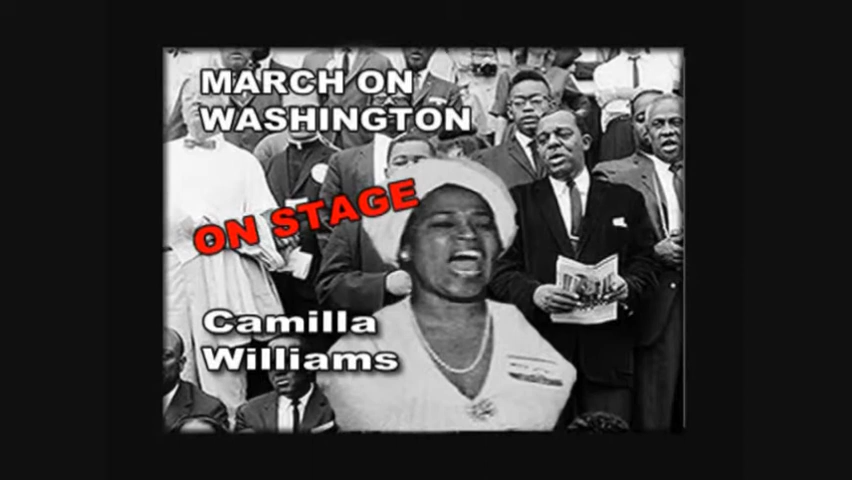 MARCH ON
WASHINGTON
ON STAGE
Camilla
Williams